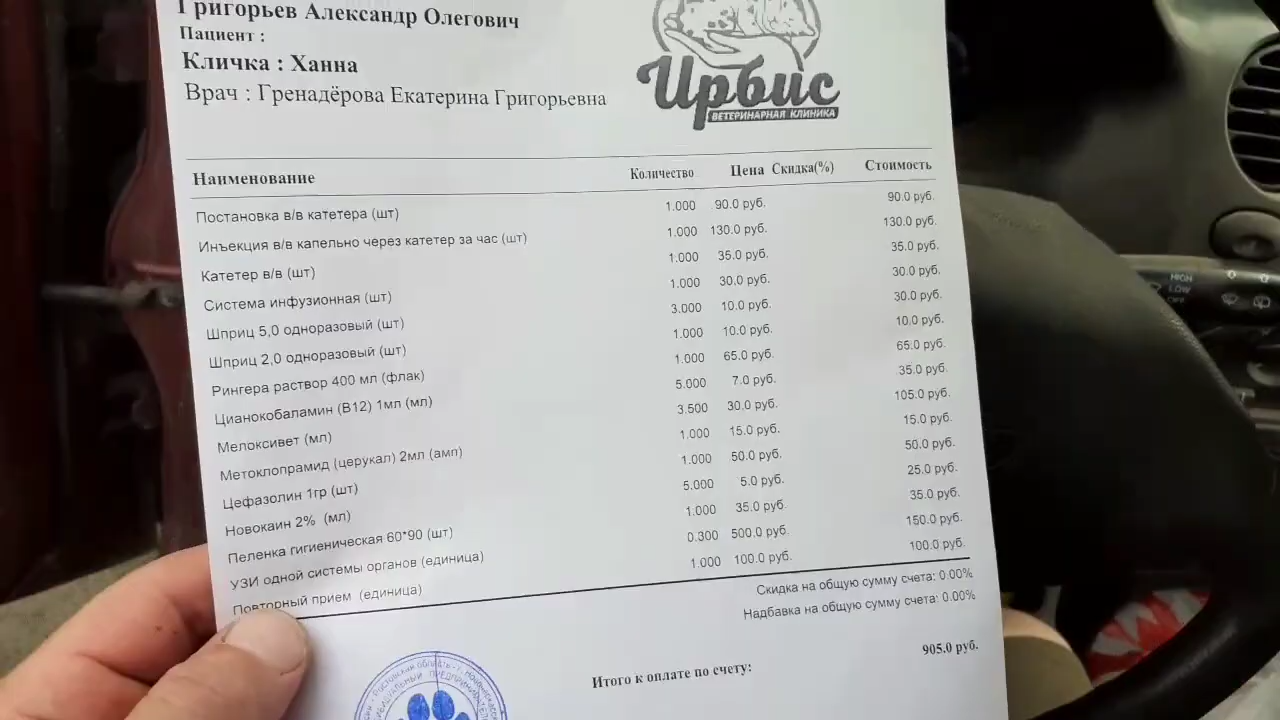 Григорьев Александр Олегович
Пациент :
Кличка : Ханна
Врач : Гренадёрова Екатерина Григорьевна
Ирбис
ВЕТЕРИНАРНАЯ КЛИНИКА
Наименование Количество Цена Скидка(%) Стоимость
Постановка в/в катетера (шт) 1.000 90.0 руб. 90.0 руб.
Инъекция в/в капельно через катетер за час (шт) 1.000 130.0 руб. 130.0 руб.
Катетер в/в (шт) 1.000 35.0 руб. 35.0 руб.
Система инфузионная (шт) 1.000 30.0 руб. 30.0 руб.
Шприц 5,0 одноразовый (шт) 3.000 10.0 руб. 30.0 руб.
Шприц 2,0 одноразовый (шт) 1.000 10.0 руб. 10.0 руб.
Рингера раствор 400 мл (флак) 1.000 65.0 руб. 65.0 руб.
Цианокобаламин (В12) 1мл (мл) 5.000 7.0 руб. 35.0 руб.
Мелоксивет (мл) 3.500 30.0 руб. 105.0 руб.
Метоклопрамид (церукал) 2мл (амп) 1.000 15.0 руб. 15.0 руб.
Цефазолин 1гр (шт) 1.000 50.0 руб. 50.0 руб.
Новокаин 2% (мл) 5.000 5.0 руб. 25.0 руб.
Пеленка гигиеническая 60*90 (шт) 1.000 35.0 руб. 35.0 руб.
УЗИ одной системы органов (единица) 0.300 500.0 руб. 150.0 руб.
Повторный прием (единица) 1.000 100.0 руб. 100.0 руб.
Скидка на общую сумму счета: 0.00%
Надбавка на общую сумму счета: 0.00%
Итого к оплате по счету: 905.0 руб.
Ростовская область
HIGH
LOW
OFF